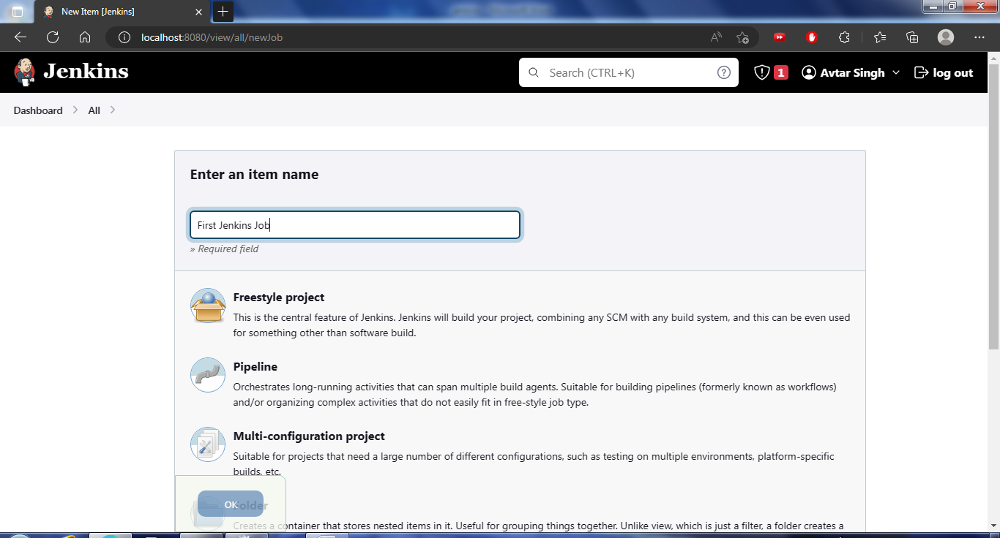 New Item [Jenkins]
localhost:8080/view/all/newJob
Jenkins
Search (CTRL+K)
1
Avtar Singh
log out
Dashboard
All
Enter an item name
First Jenkins Job
» Required field
Freestyle project
This is the central feature of Jenkins. Jenkins will build your project, combining any SCM with any build system, and this can be even used
for something other than software build.
Pipeline
Orchestrates long-running activities that can span multiple build agents. Suitable for building pipelines (formerly known as workflows)
and/or organizing complex activities that do not easily fit in free-style job type.
Multi-configuration project
Suitable for projects that need a large number of different configurations, such as testing on multiple environments, platform-specific
builds, etc.
OK
Folder
Creates a container that stores nested items in it. Useful for grouping things together. Unlike view, which is just a filter, a folder creates a